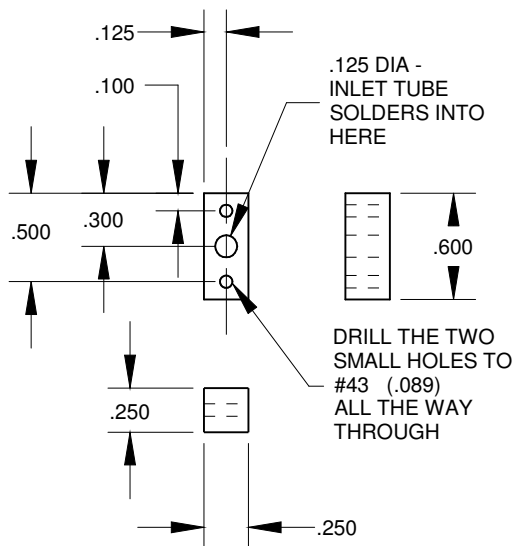 .125
.100
.125 DIA -
INLET TUBE
SOLDERS INTO
HERE
.500
.300
.600
DRILL THE TWO
SMALL HOLES TO
#43 (.089)
ALL THE WAY
THROUGH
.250
.250